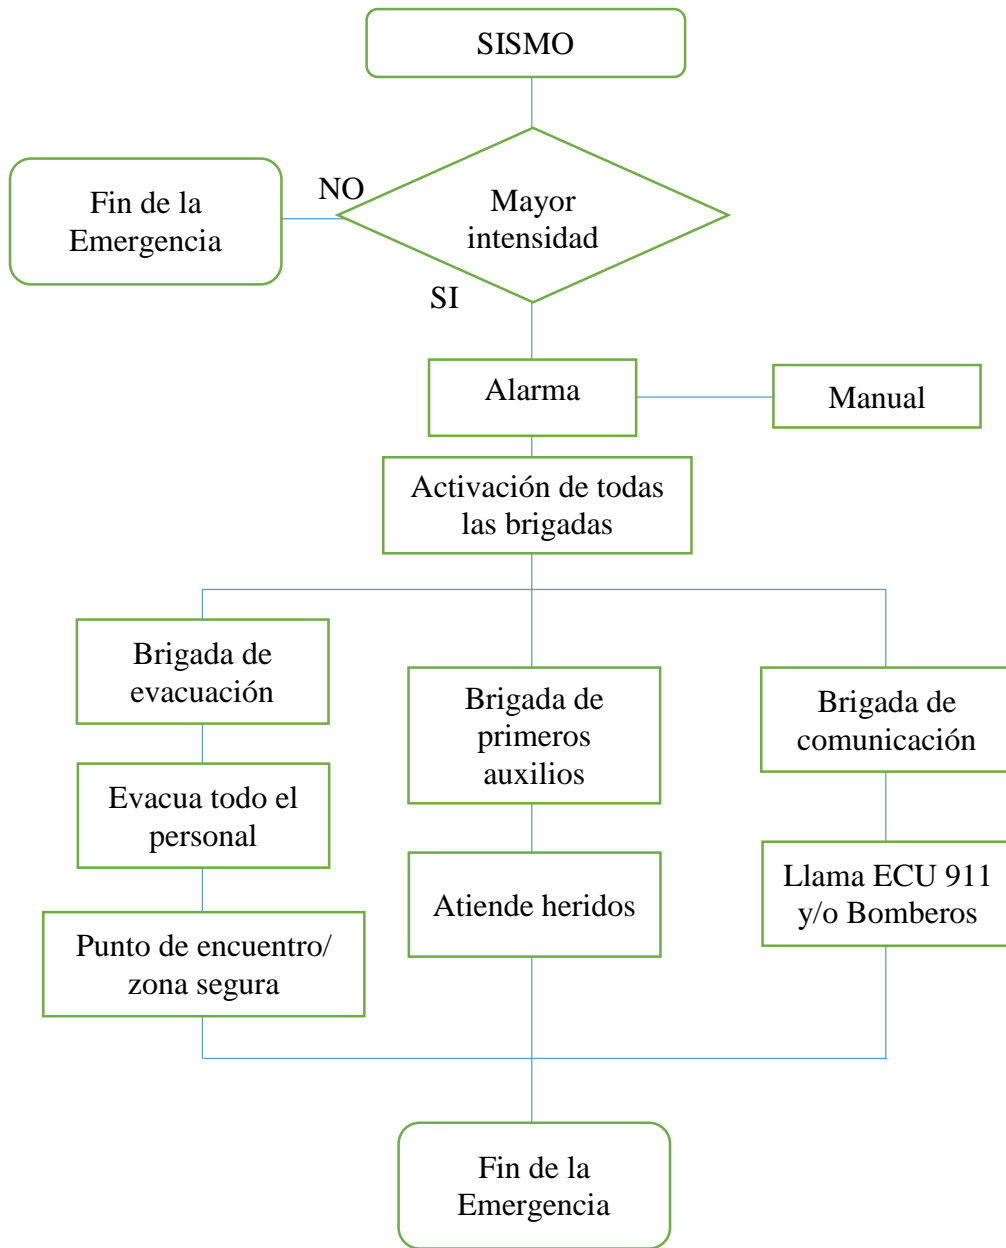 SISMO
NO
Fin de la
Emergencia
Mayor
intensidad
SI
Alarma
Manual
Activación de todas
las brigadas
Brigada de
evacuación
Brigada de
primeros
auxilios
Brigada de
comunicación
Evacua todo el
personal
Atiende heridos
Llama ECU 911
y/o Bomberos
Punto de encuentro/
zona segura
Fin de la
Emergencia